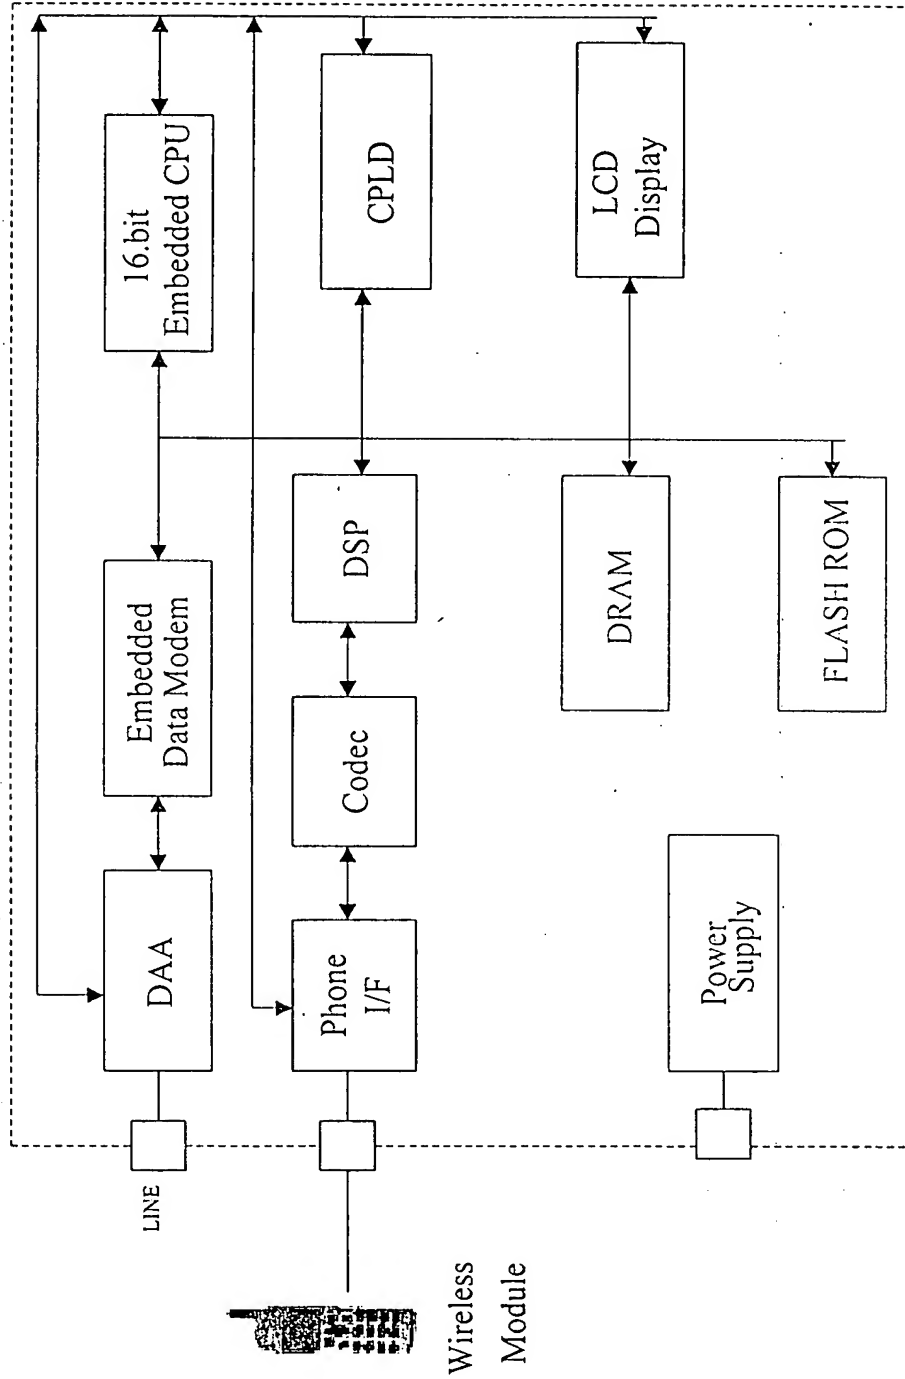 LINE
DAA
Embedded
Data Modem
16.bit
Embedded CPU
Wireless
Module
Phone
I/F
Codec
DSP
CPLD
DRAM
LCD
Display
Power
Supply
FLASH ROM